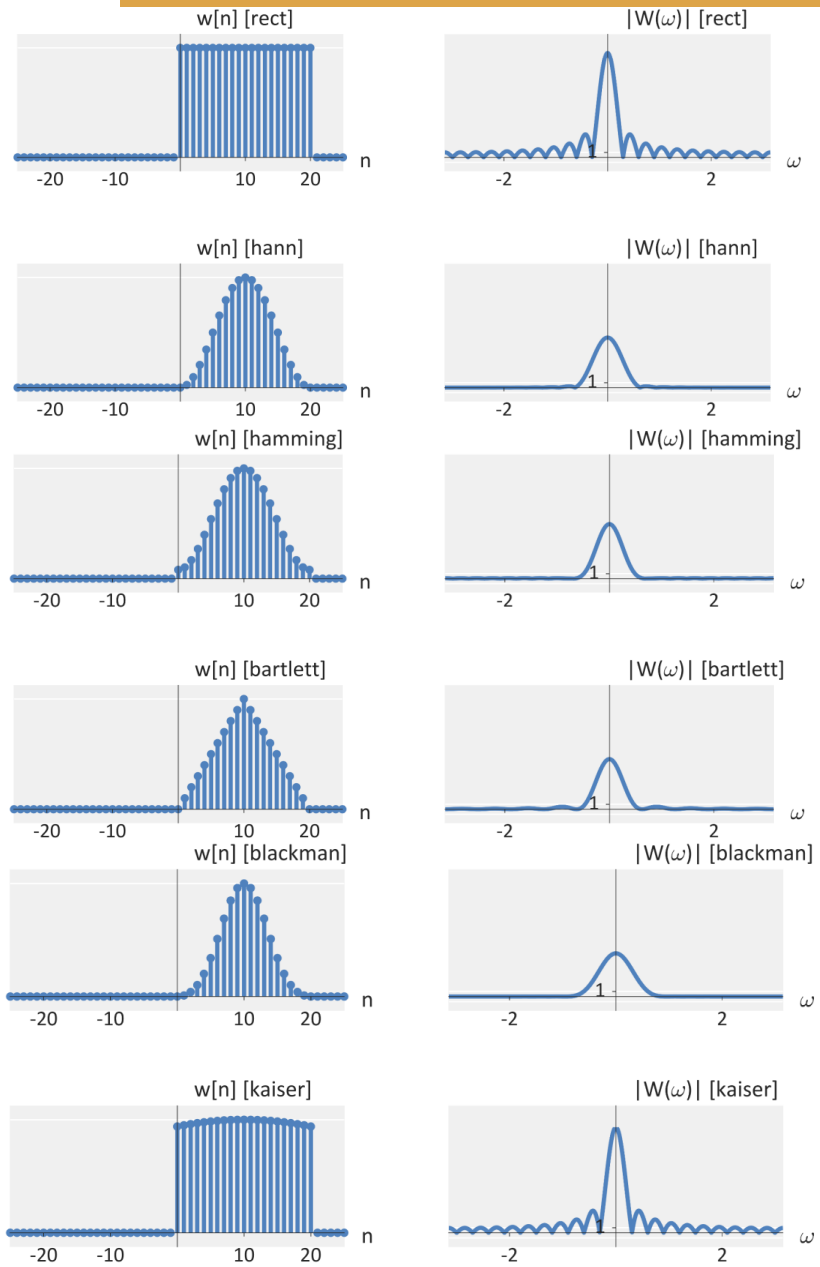 w[n] [rect]
|W(ω)| [rect]
1
n
ω
-20 -10 10 20
-2 2
w[n] [hann]
|W(ω)| [hann]
1
n
ω
-20 -10 10 20
-2 2
w[n] [hamming]
|W(ω)| [hamming]
1
n
ω
-20 -10 10 20
-2 2
w[n] [bartlett]
|W(ω)| [bartlett]
1
n
ω
-20 -10 10 20
-2 2
w[n] [blackman]
|W(ω)| [blackman]
1
n
ω
-20 -10 10 20
-2 2
w[n] [kaiser]
|W(ω)| [kaiser]
1
n
ω
-20 -10 10 20
-2 2